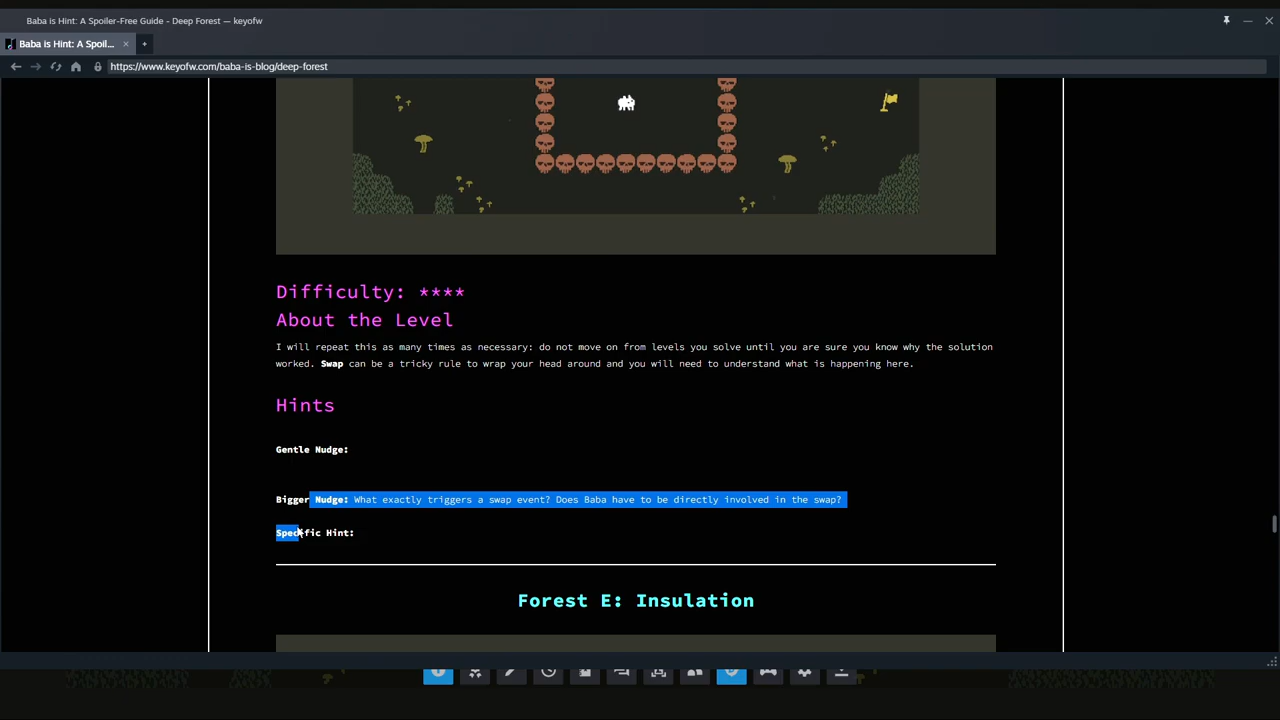 Baba is Hint: A Spoiler-Free Guide - Deep Forest — keyofw
Baba is Hint: A Spoil...
https://www.keyofw.com/baba-is-blog/deep-forest
Difficulty: ****
About the Level
I will repeat this as many times as necessary: do not move on from levels you solve until you are sure you know why the solution
worked. Swap can be a tricky rule to wrap your head around and you will need to understand what is happening here.
Hints
Gentle Nudge:
Bigger Nudge: What exactly triggers a swap event? Does Baba have to be directly involved in the swap?
Specific Hint:
Forest E: Insulation